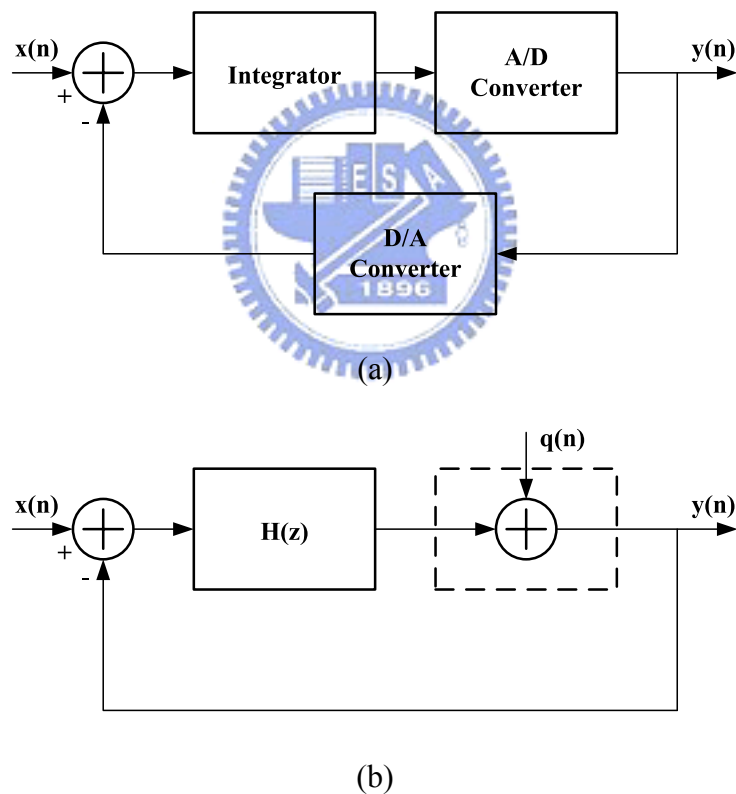 x(n)
+
-
Integrator
A/D
Converter
y(n)
E S A
D/A
Converter
1896
(a)
q(n)
x(n)
+
-
H(z)
y(n)
(b)